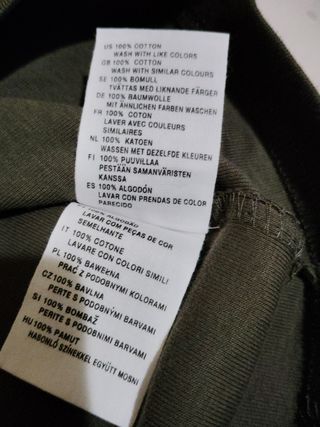 US 100% COTTON
WASH WITH LIKE COLORS
GB 100% COTTON
WASH WITH SIMILAR COLOURS
SE 100% BOMULL
TVÄTTAS MED LIKNANDE FÄRGER
DE 100% BAUMWOLLE
MIT ÄHNLICHEN FARBEN WASCHEN
FR 100% COTON
LAVER AVEC COULEURS
SIMILAIRES
NL 100% KATOEN
WASSEN MET DEZELFDE KLEUREN
FI 100% PUUVILLAA
PESTÄÄN SAMANVÄRISTEN
KANSSA
ES 100% ALGODÓN
LAVAR CON PRENDAS DE COLOR
PARECIDO
100% ALGODÃO
LAVAR COM PEÇAS DE COR
SEMELHANTE
IT 100% COTONE
LAVARE CON COLORI SIMILI
PL 100% BAWEŁNA
PRAĆ Z PODOBNYMI KOLORAMI
CZ 100% BAVLNA
PERTE S PODOBNÝMI BARVAMI
SI 100% BOMBAŽ
PERITE S PODOBNIMI BARVAMI
HU 100% PAMUT
HASONLÓ SZÍNEKKEL EGYÜTT MOSNI